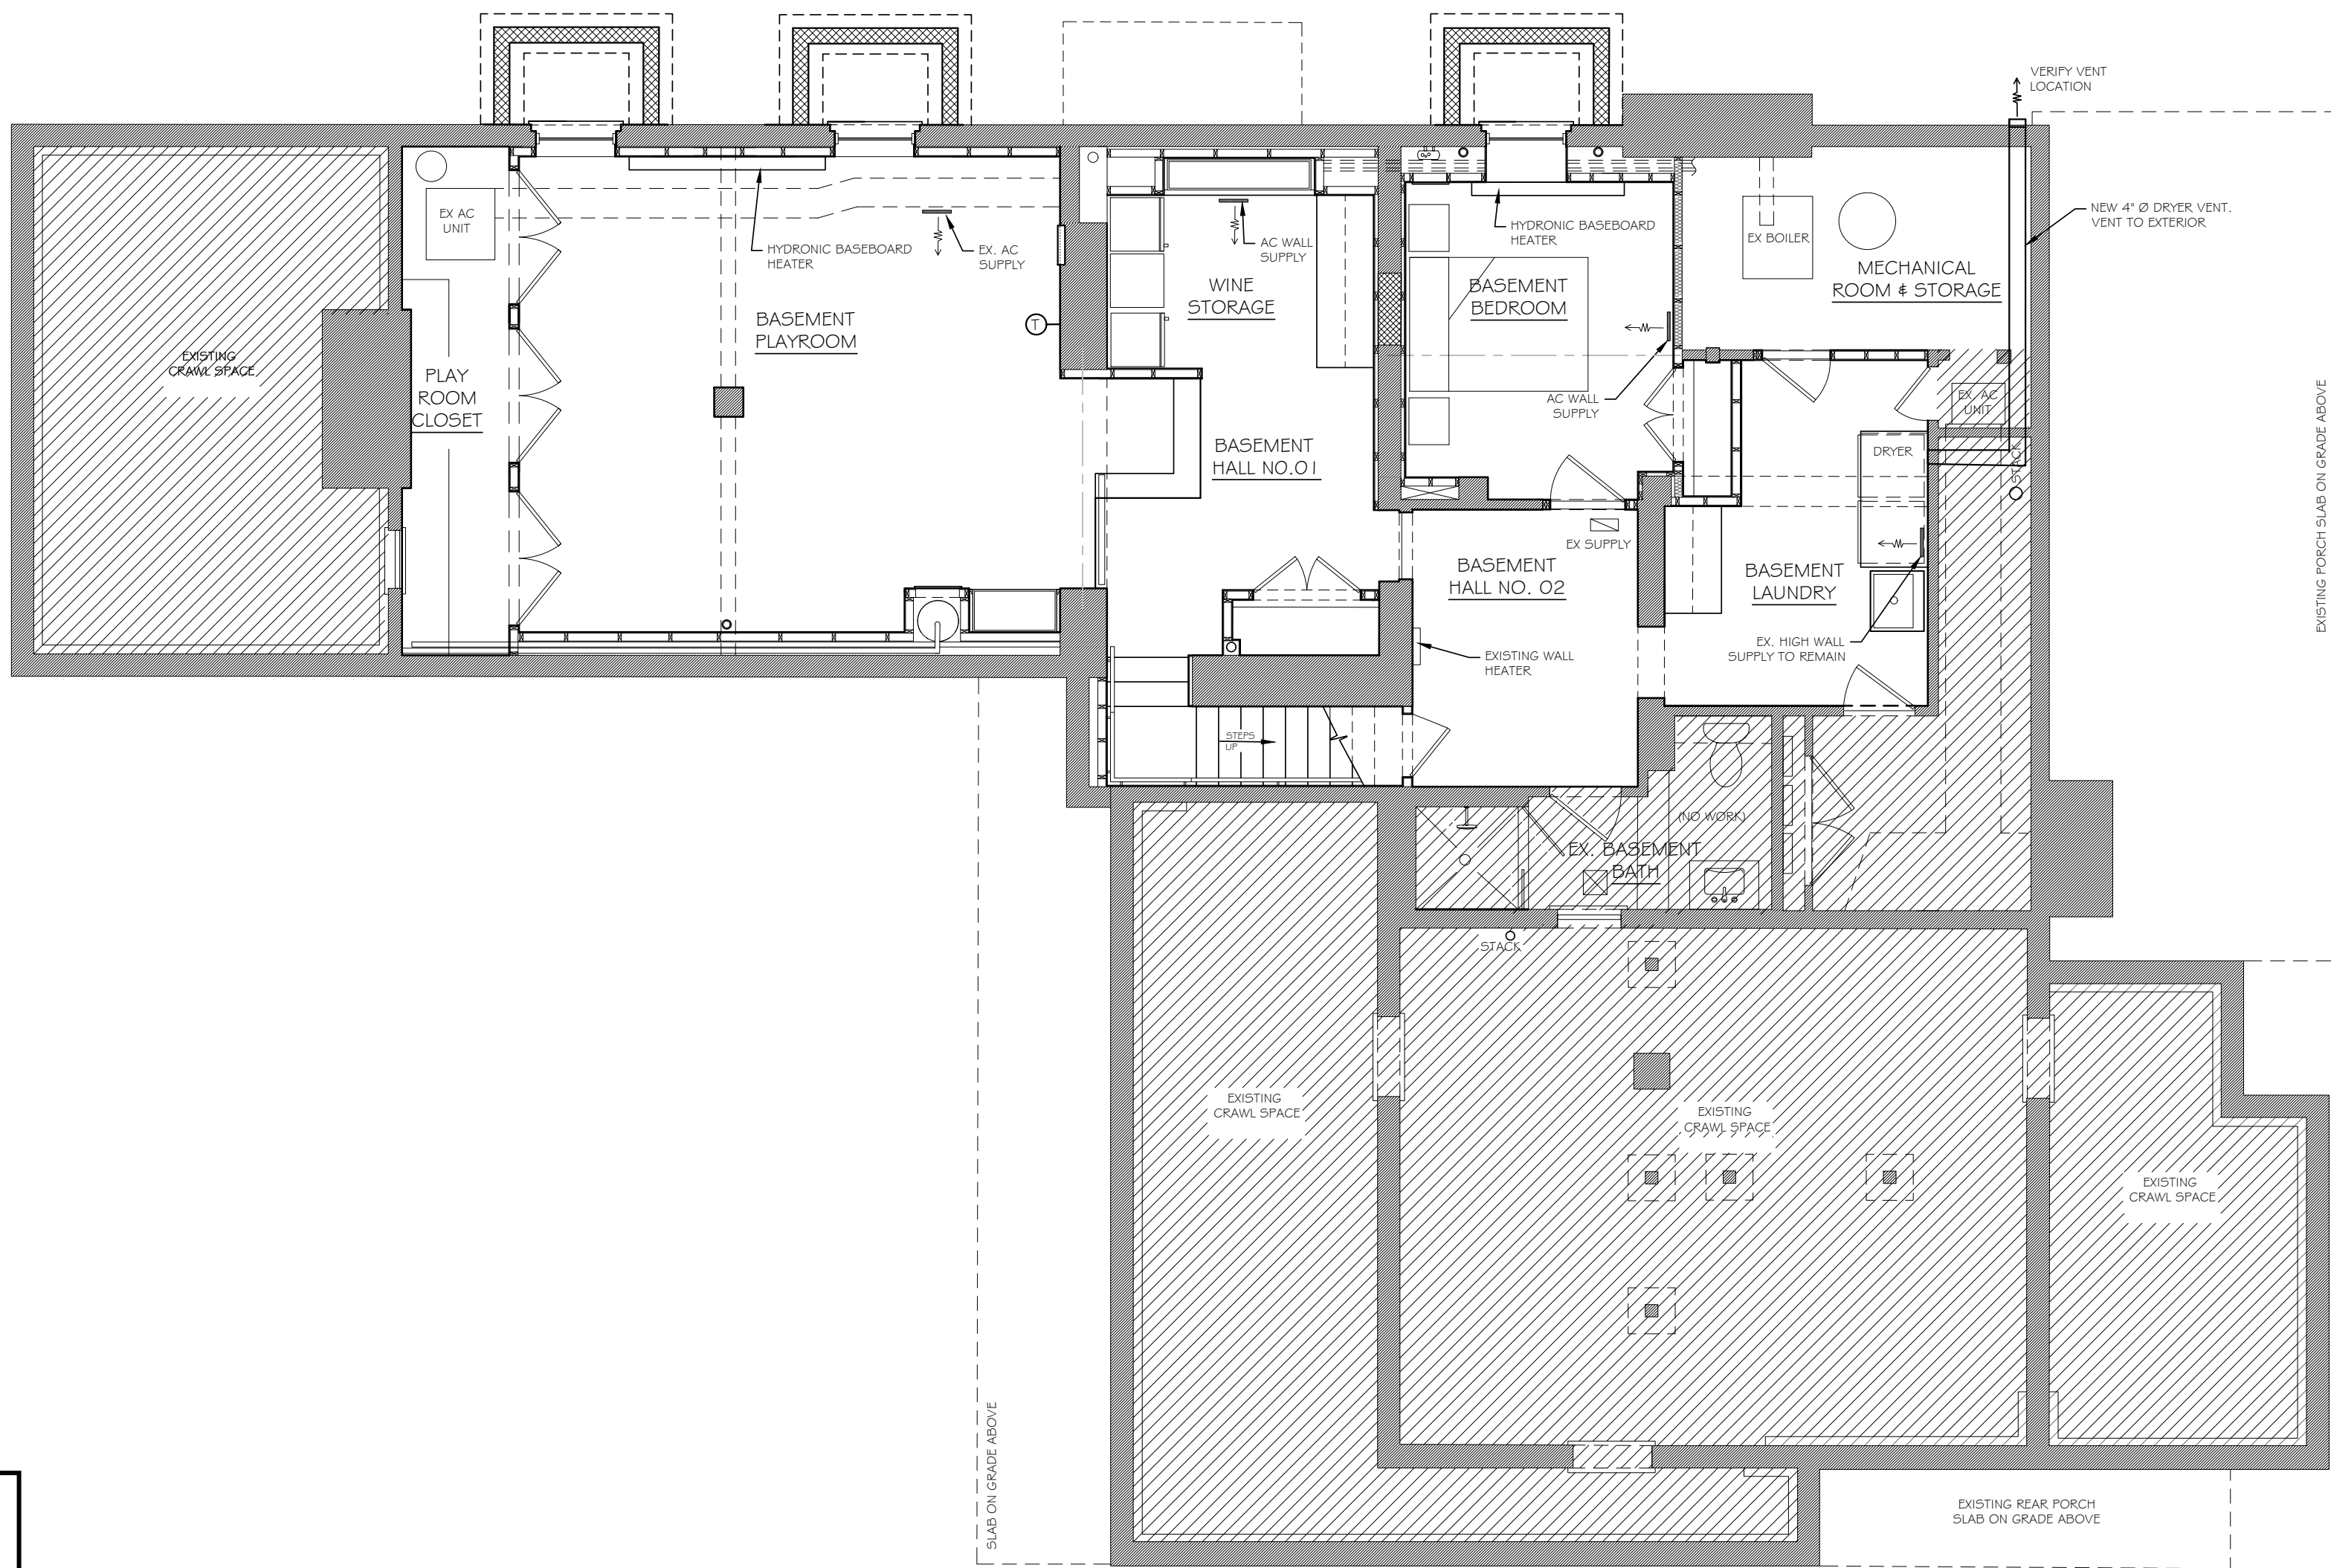 VERIFY VENT
LOCATION
NEW 4" Ø DRYER VENT.
VENT TO EXTERIOR
EX AC
UNIT
HYDRONIC BASEBOARD
HEATER
EX. AC
SUPPLY
AC WALL
SUPPLY
WINE
STORAGE
HYDRONIC BASEBOARD
HEATER
BASEMENT
BEDROOM
EX BOILER
MECHANICAL
ROOM & STORAGE
EXISTING
CRAWL SPACE
PLAY
ROOM
CLOSET
BASEMENT
PLAYROOM
T
AC WALL
SUPPLY
EX. AC
UNIT
BASEMENT
HALL NO.01
DRYER
STACK
EXISTING PORCH SLAB ON GRADE ABOVE
EX SUPPLY
BASEMENT
HALL NO. 02
BASEMENT
LAUNDRY
EX. HIGH WALL
SUPPLY TO REMAIN
EXISTING WALL
HEATER
STEPS
UP
(NO WORK)
EX. BASEMENT
BATH
STACK
EXISTING
CRAWL SPACE
EXISTING
CRAWL SPACE
EXISTING
CRAWL SPACE
SLAB ON GRADE ABOVE
EXISTING REAR PORCH
SLAB ON GRADE ABOVE